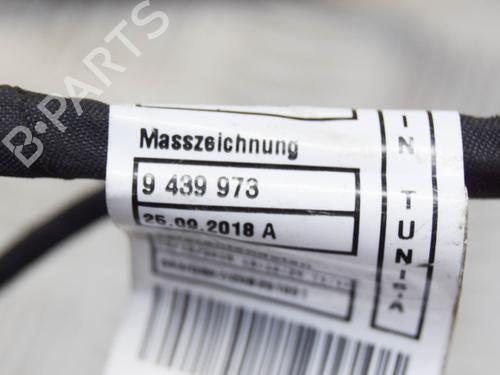 Masszeichnung
9 439 973
25.09.2018 A
IN TUNISIA
B-PARTS